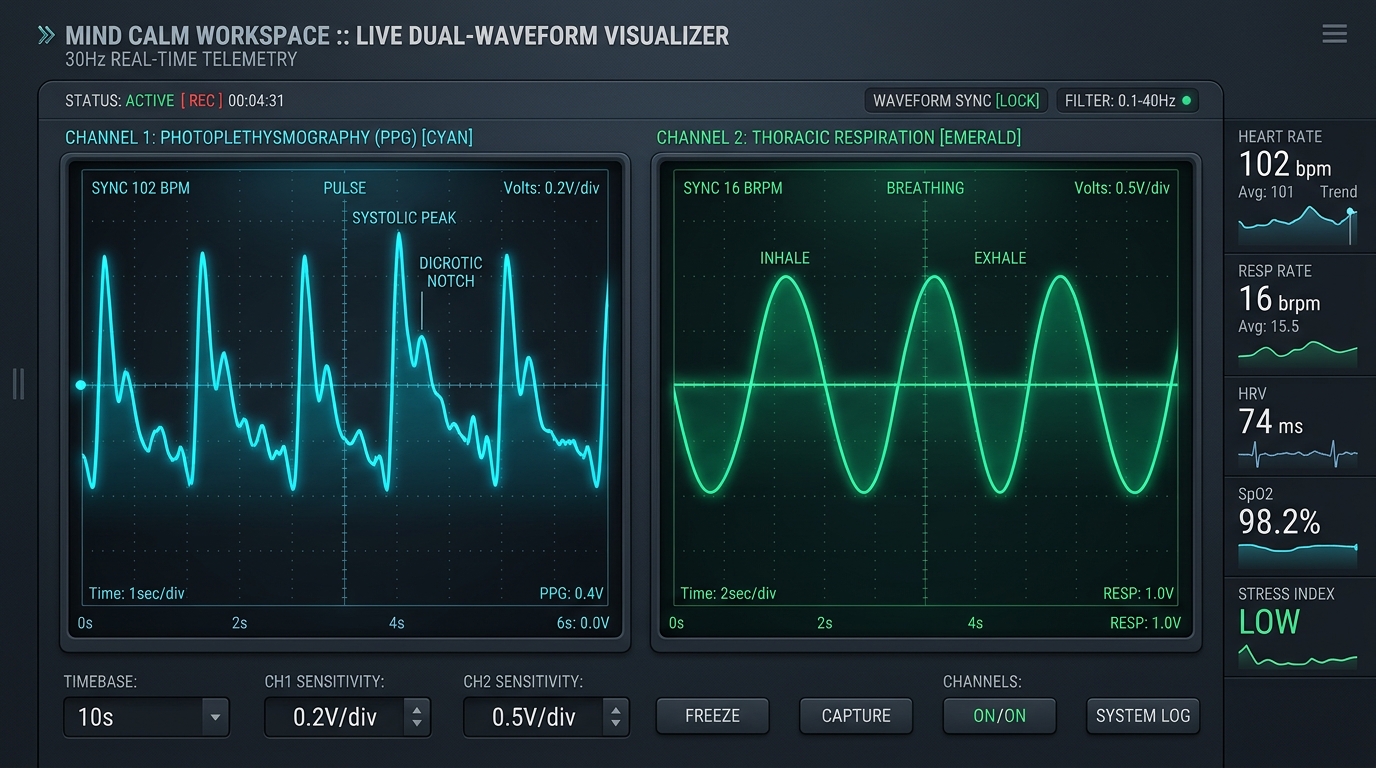 MIND CALM WORKSPACE :: LIVE DUAL-WAVEFORM VISUALIZER
30Hz REAL-TIME TELEMETRY
STATUS: ACTIVE [ REC ] 00:04:31
WAVEFORM SYNC [LOCK]
FILTER: 0.1-40Hz
CHANNEL 1: PHOTOPLETHYSMOGRAPHY (PPG) [CYAN]
SYNC 102 BPM
PULSE
Volts: 0.2V/div
SYSTOLIC PEAK
DICROTIC
NOTCH
Time: 1sec/div
PPG: 0.4V
0s
2s
4s
6s: 0.0V
CHANNEL 2: THORACIC RESPIRATION [EMERALD]
SYNC 16 BRPM
BREATHING
Volts: 0.5V/div
INHALE
EXHALE
Time: 2sec/div
RESP: 1.0V
0s
2s
4s
RESP: 1.0V
HEART RATE
102 bpm
Avg: 101 Trend
RESP RATE
16 brpm
Avg: 15.5
HRV
74 ms
SpO2
98.2%
STRESS INDEX
LOW
TIMEBASE:
10s
CH1 SENSITIVITY:
0.2V/div
CH2 SENSITIVITY:
0.5V/div
FREEZE
CAPTURE
CHANNELS:
ON/ON
SYSTEM LOG